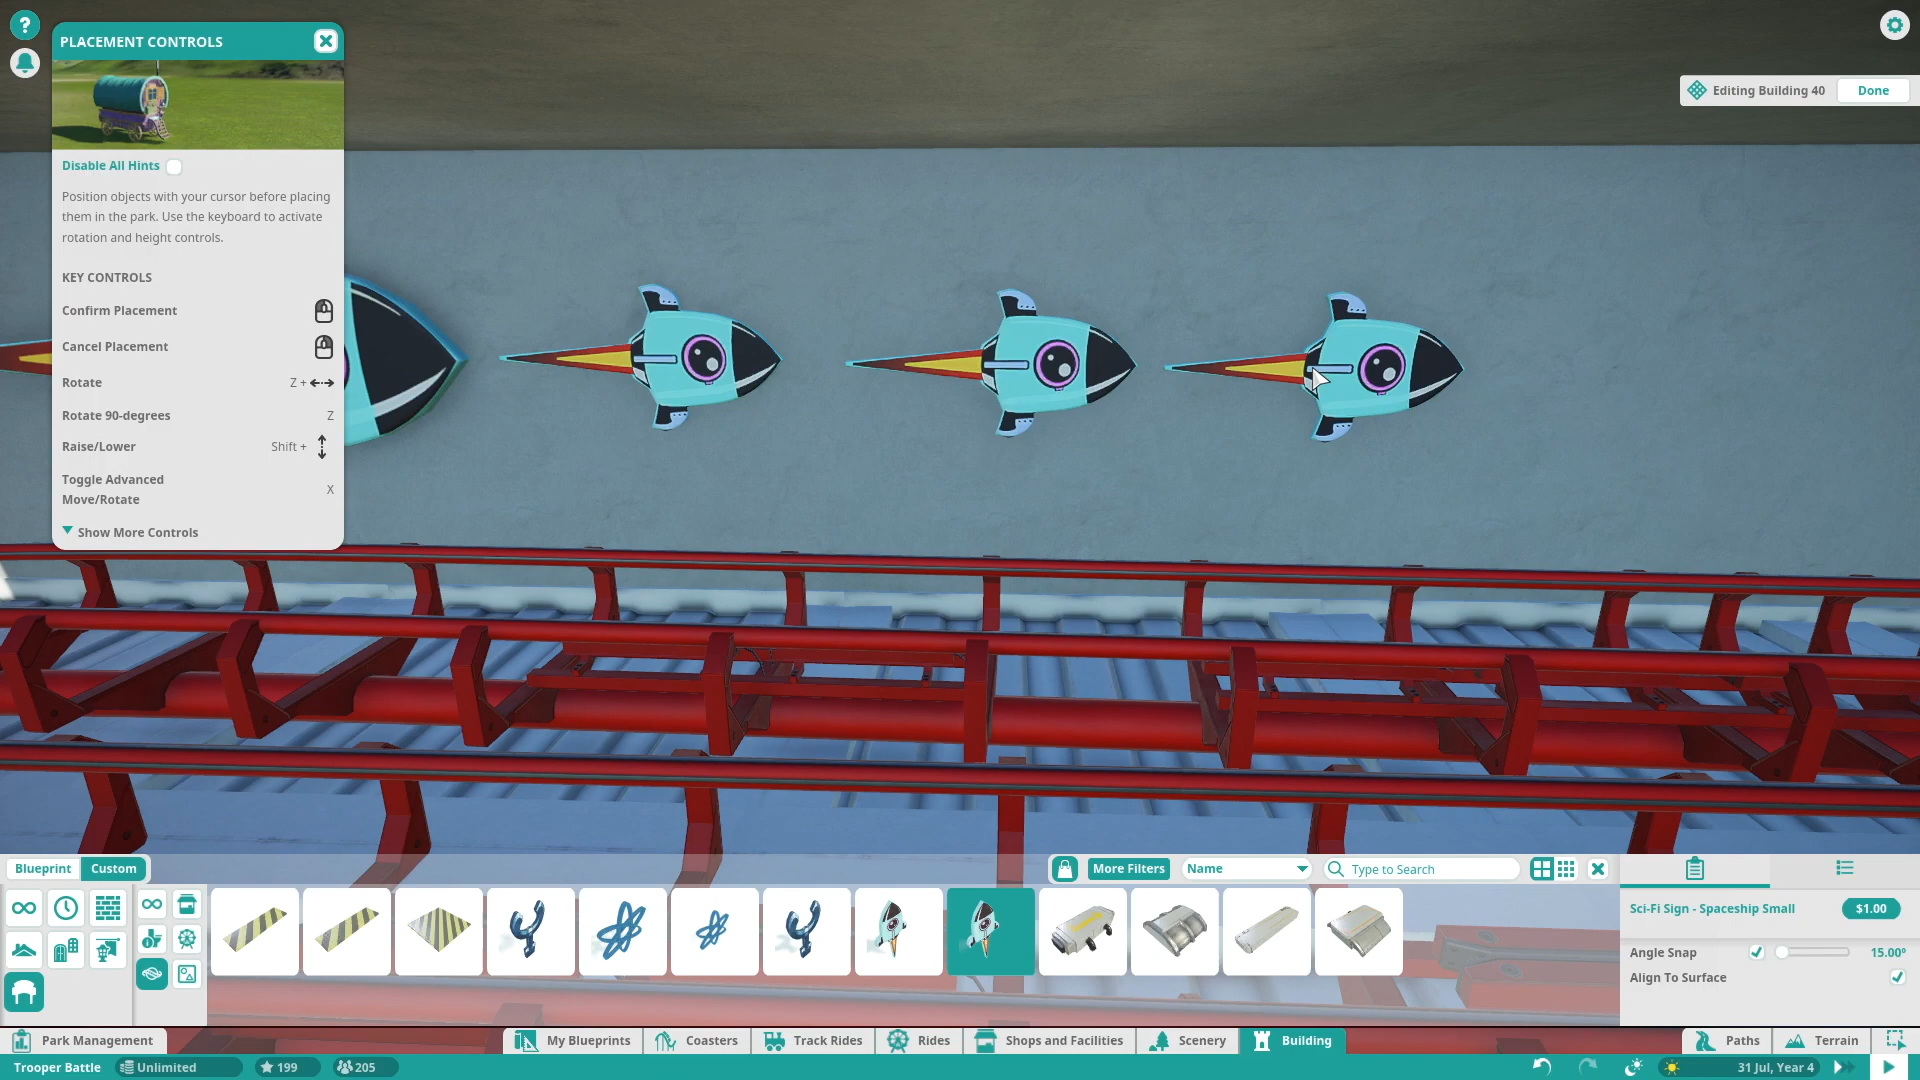 ?
PLACEMENT CONTROLS
Disable All Hints
Position objects with your cursor before placing
them in the park. Use the keyboard to activate
rotation and height controls.
KEY CONTROLS
Confirm Placement
Cancel Placement
Rotate Z +
Rotate 90-degrees Z
Raise/Lower Shift +
Toggle Advanced
Move/Rotate X
Show More Controls
Editing Building 40 Done
Blueprint Custom
More Filters Name Type to Search
Sci-Fi Sign - Spaceship Small $1.00
Angle Snap 15.00°
Align To Surface
Park Management My Blueprints Coasters Track Rides Rides Shops and Facilities Scenery Building Paths Terrain
Trooper Battle Unlimited 199 205 31 Jul, Year 4